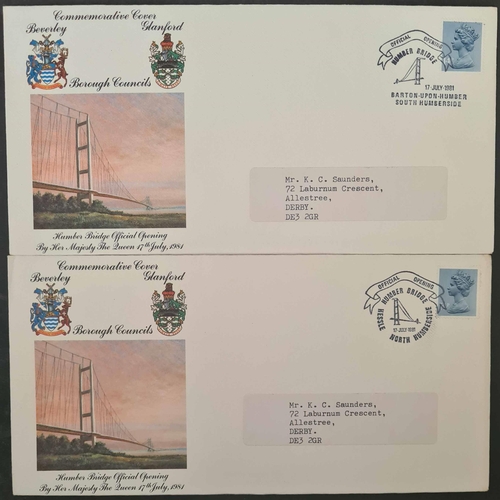 Commemorative Cover
Beverley Glanford
Borough Councils
Humber Bridge Official Opening
By Her Majesty The Queen 17th July, 1981
OFFICIAL OPENING
HUMBER BRIDGE
17·JULY·1981
BARTON-UPON-HUMBER
SOUTH HUMBERSIDE
Mr. K. C. Saunders,
72 Laburnum Crescent,
Allestree,
DERBY.
DE3 2GR
Commemorative Cover
Beverley Glanford
Borough Councils
Humber Bridge Official Opening
By Her Majesty The Queen 17th July, 1981
OFFICIAL OPENING
HUMBER BRIDGE
17·JULY·1981
HESSLE NORTH HUMBERSIDE
Mr. K. C. Saunders,
72 Laburnum Crescent,
Allestree,
DERBY.
DE3 2GR